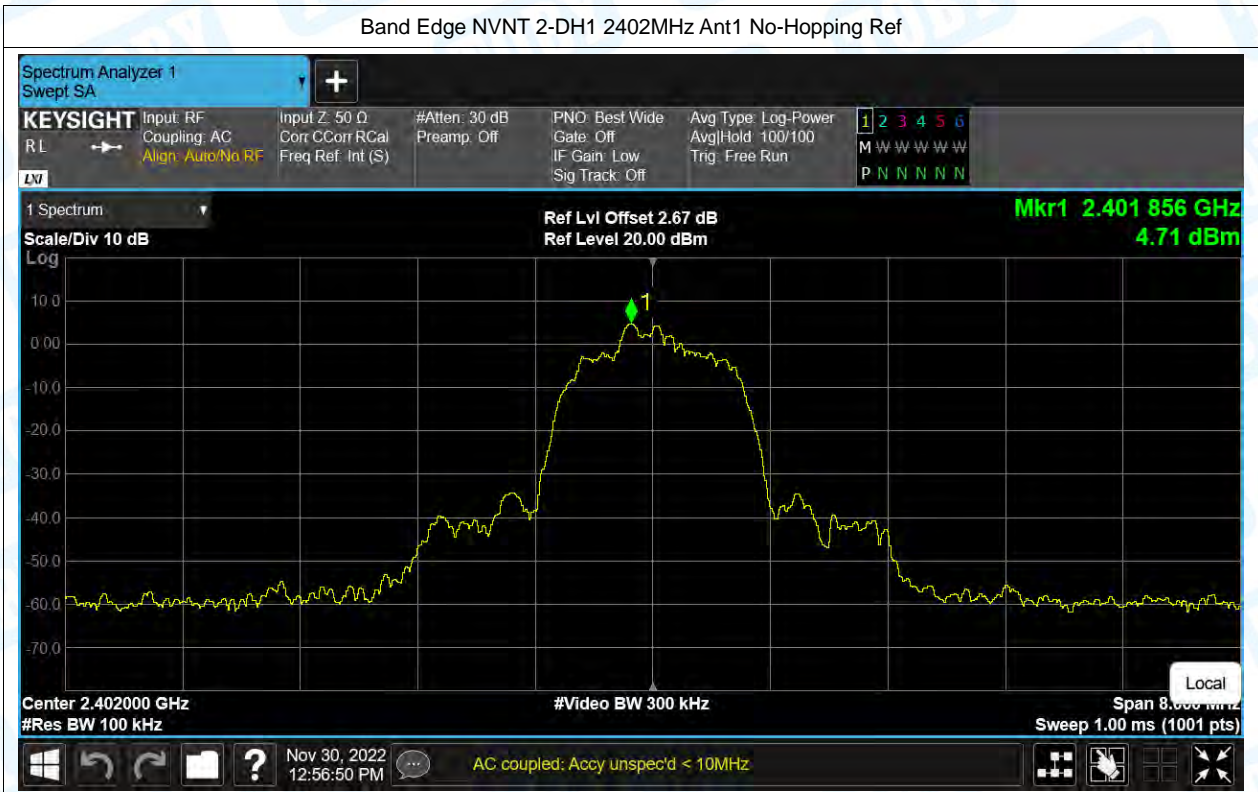 Band Edge NVNT 2-DH1 2402MHz Ant1 No-Hopping Ref
Spectrum Analyzer 1
Swept SA
+
KEYSIGHT Input: RF Input Z: 50 Ω #Atten: 30 dB PNO: Best Wide Avg Type: Log-Power 1 2 3 4 5 6
RL Coupling: AC Corr CCorr RCal Preamp: Off Gate: Off Avg|Hold: 100/100 M W W W W W
Align: Auto/No RF Freq Ref: Int (S) IF Gain: Low Trig: Free Run
LXI Sig Track: Off P N N N N N
1 Spectrum Ref Lvl Offset 2.67 dB Mkr1 2.401 856 GHz
Scale/Div 10 dB Ref Level 20.00 dBm 4.71 dBm
Log
10.0
1
0.00
-10.0
-20.0
-30.0
-40.0
-50.0
-60.0
-70.0
Local
Center 2.402000 GHz #Video BW 300 kHz Span
#Res BW 100 kHz Sweep 1.00 ms (1001 pts)
? Nov 30, 2022
12:56:50 PM AC coupled: Accy unspec'd < 10MHz